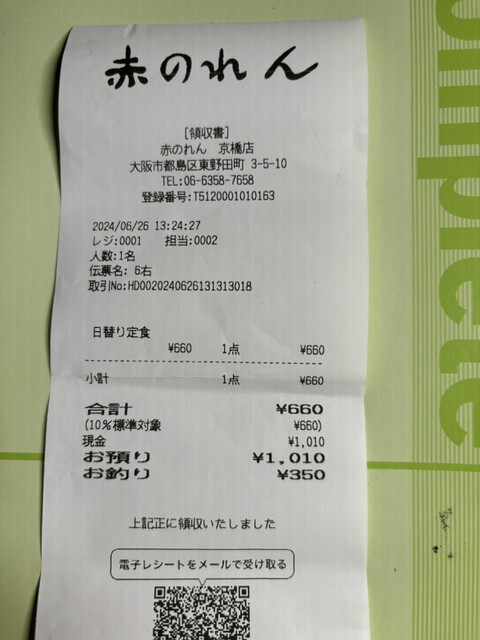 赤のれん
[領収書]
赤のれん 京橋店
大阪市都島区東野田町 3-5-10
TEL:06-6358-7658
登録番号:T5120001010163
2024/06/26 13:24:27
レジ:0001 担当:0002
人数:1名
伝票名: 6右
取引No:HD0020240626131313018
日替り定食
¥660 1点 ¥660
小計 1点 ¥660
合計 ¥660
(10%標準対象 ¥660)
現金 ¥1,010
お預り ¥1,010
お釣り ¥350
上記正に領収いたしました
電子レシートをメールで受け取る
omplete